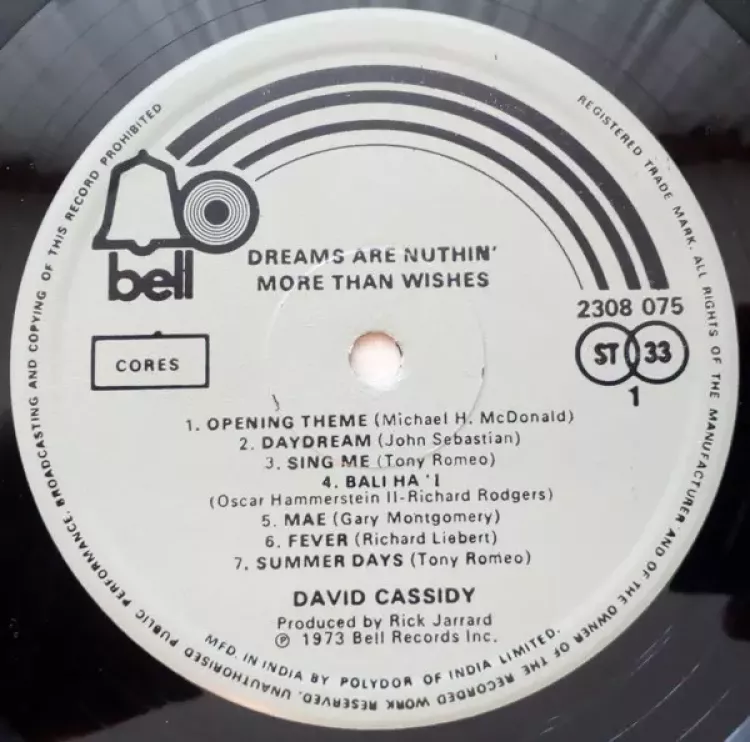 bell
DREAMS ARE NUTHIN'
MORE THAN WISHES
2308 075
CORES
ST 33
1
1. OPENING THEME (Michael H. McDonald)
2. DAYDREAM (John Sebastian)
3. SING ME (Tony Romeo)
4. BALI HA'I
(Oscar Hammerstein II-Richard Rodgers)
5. MAE (Gary Montgomery)
6. FEVER (Richard Liebert)
7. SUMMER DAYS (Tony Romeo)
DAVID CASSIDY
Produced by Rick Jarrard
℗ 1973 Bell Records Inc.
MFD. IN INDIA BY POLYDOR OF INDIA LIMITED.
REGISTERED TRADE MARK. ALL RIGHTS OF THE MANUFACTURER AND OF THE OWNER OF THE RECORDED WORK RESERVED. UNAUTHORISED PUBLIC PERFORMANCE, BROADCASTING AND COPYING OF THIS RECORD PROHIBITED